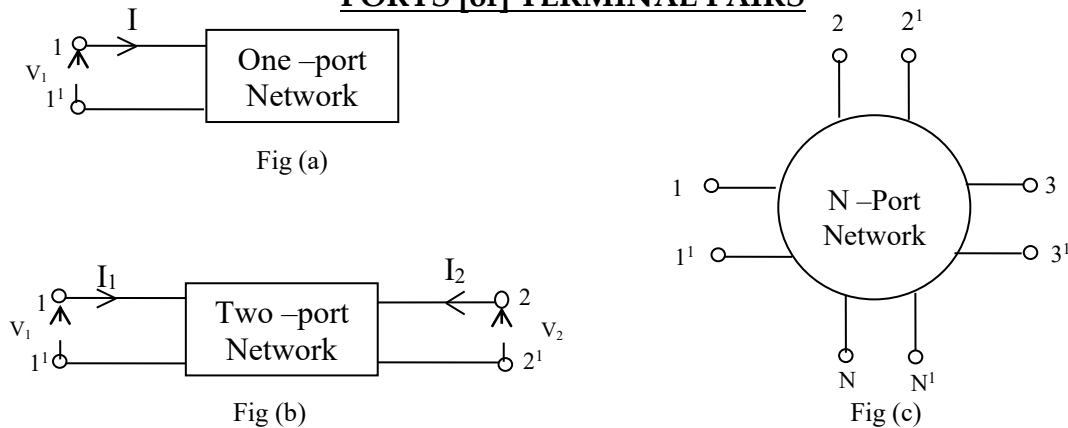 PORTS [or] TERMINAL PAIRS
I
1
V₁
1¹
One –port
Network
Fig (a)
I₁
1
V₁
1¹
Two –port
Network
I₂
2
V₂
2¹
Fig (b)
2 2¹
1
1¹
N –Port
Network
3
3¹
N N¹
Fig (c)